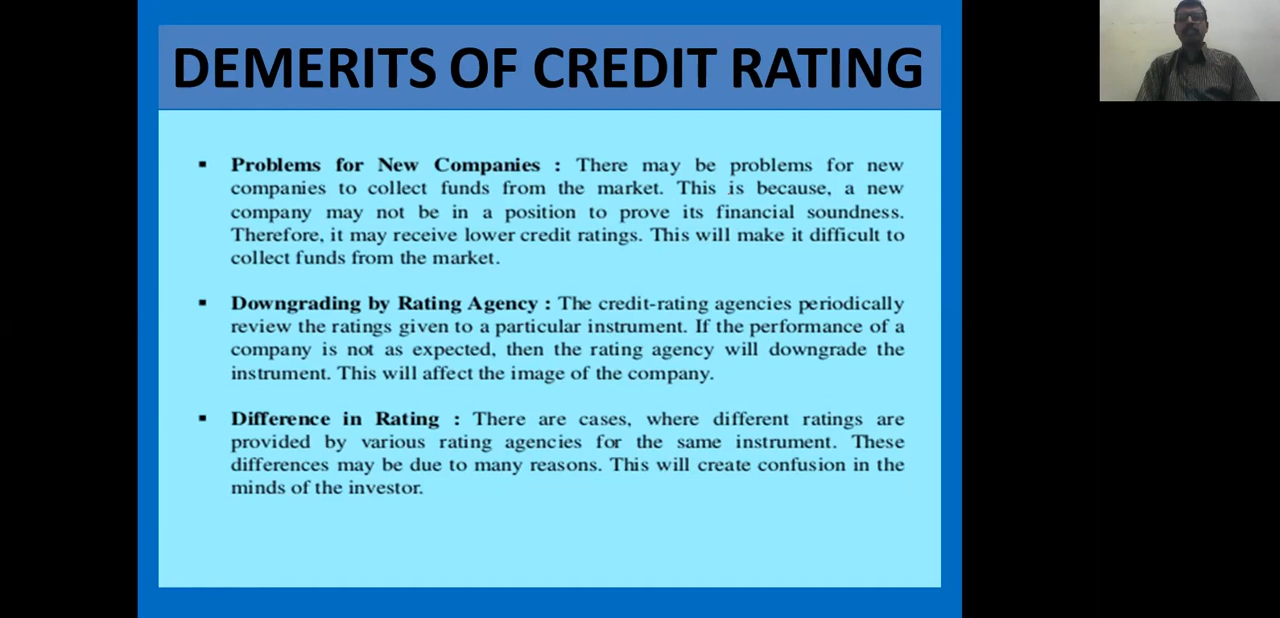 DEMERITS OF CREDIT RATING
▪ Problems for New Companies : There may be problems for new
companies to collect funds from the market. This is because, a new
company may not be in a position to prove its financial soundness.
Therefore, it may receive lower credit ratings. This will make it difficult to
collect funds from the market.
▪ Downgrading by Rating Agency : The credit-rating agencies periodically
review the ratings given to a particular instrument. If the performance of a
company is not as expected, then the rating agency will downgrade the
instrument. This will affect the image of the company.
▪ Difference in Rating : There are cases, where different ratings are
provided by various rating agencies for the same instrument. These
differences may be due to many reasons. This will create confusion in the
minds of the investor.